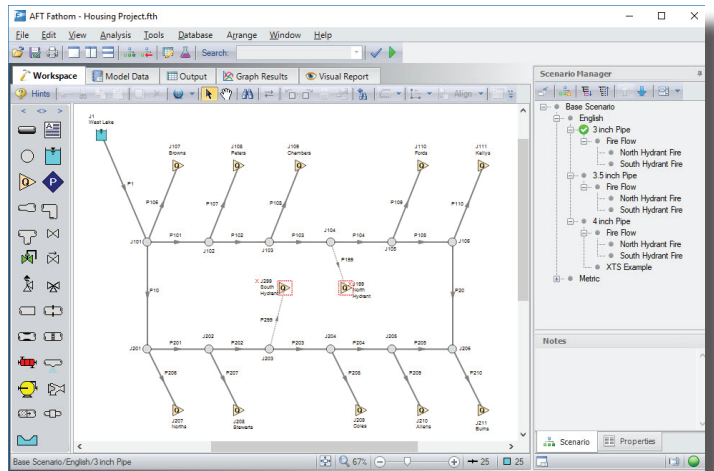 AFT Fathom - Housing Project.fth
File Edit View Analysis Tools Database Arrange Window Help
Search:
Workspace Model Data Output Graph Results Visual Report
Hints
Align
J1
West Lake
J107
Browns
J108
Peters
J109
Chambers
J110
Fords
J111
Kellys
P1
P106
P107
P108
P109
P110
J101
P101
J102
P102
J103
P103
J104
P104
J105
P105
J106
P199
P10
J299
South
Hydrant
J199
North
Hydrant
P20
P299
J201
P201
J202
P202
J203
P203
J204
P204
J205
P205
J206
P206
P207
P208
P209
P210
J207
Norths
J208
Stewarts
J209
Coles
J210
Allens
J211
Burns
Scenario Manager
Base Scenario
English
3 inch Pipe
Fire Flow
North Hydrant Fire
South Hydrant Fire
3.5 inch Pipe
Fire Flow
North Hydrant Fire
South Hydrant Fire
4 inch Pipe
Fire Flow
North Hydrant Fire
South Hydrant Fire
XTS Example
Metric
Notes
Scenario Properties
Base Scenario/English/3 inch Pipe
67%
25
25